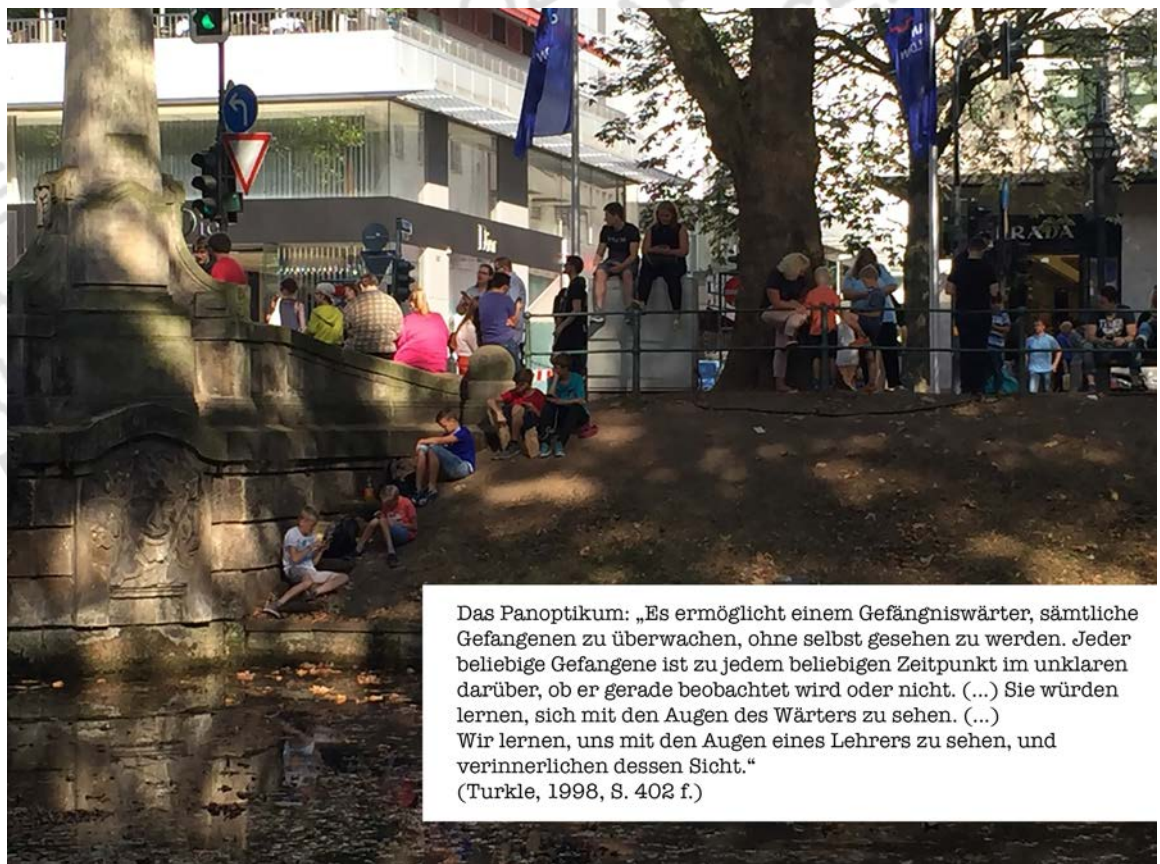 Dior
PRADA
Das Panoptikum: „Es ermöglicht einem Gefängniswärter, sämtliche
Gefangenen zu überwachen, ohne selbst gesehen zu werden. Jeder
beliebige Gefangene ist zu jedem beliebigen Zeitpunkt im unklaren
darüber, ob er gerade beobachtet wird oder nicht. (...) Sie würden
lernen, sich mit den Augen des Wärters zu sehen. (...)
Wir lernen, uns mit den Augen eines Lehrers zu sehen, und
verinnerlichen dessen Sicht.“
(Turkle, 1998, S. 402 f.)